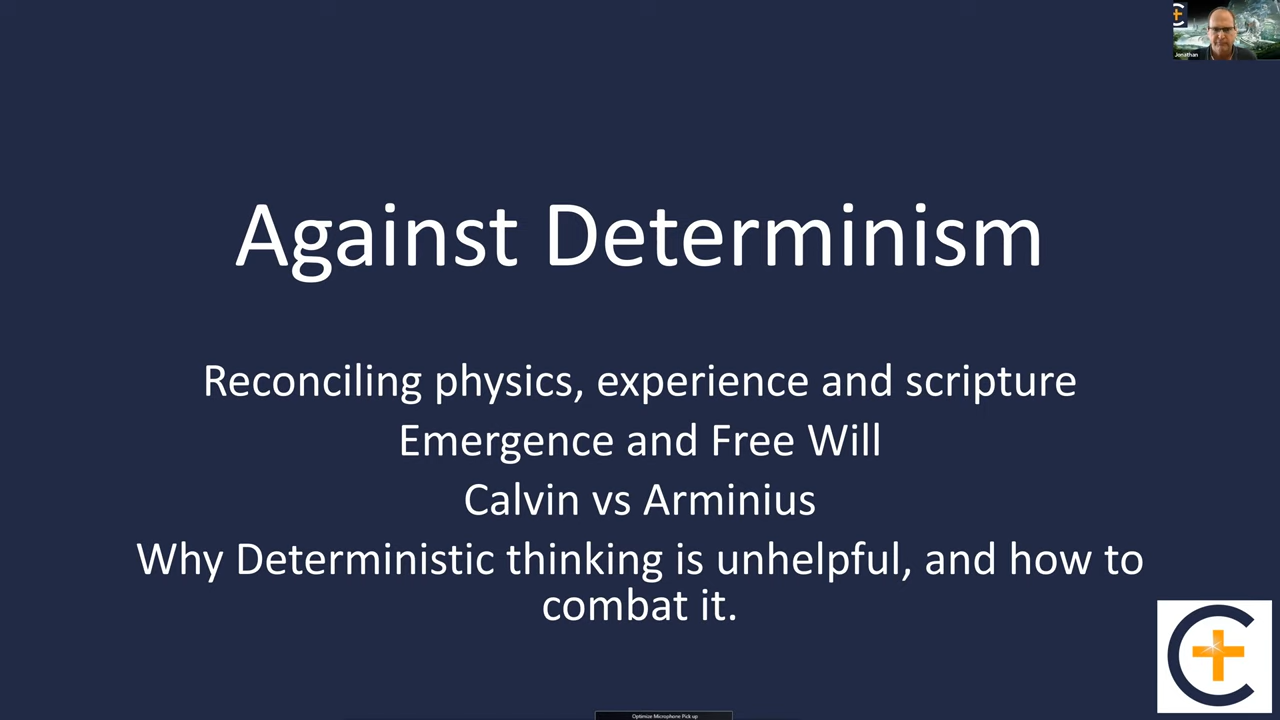 Jonathan
Against Determinism
Reconciling physics, experience and scripture
Emergence and Free Will
Calvin vs Arminius
Why Deterministic thinking is unhelpful, and how to
combat it.
Optimize Microphone Pick up